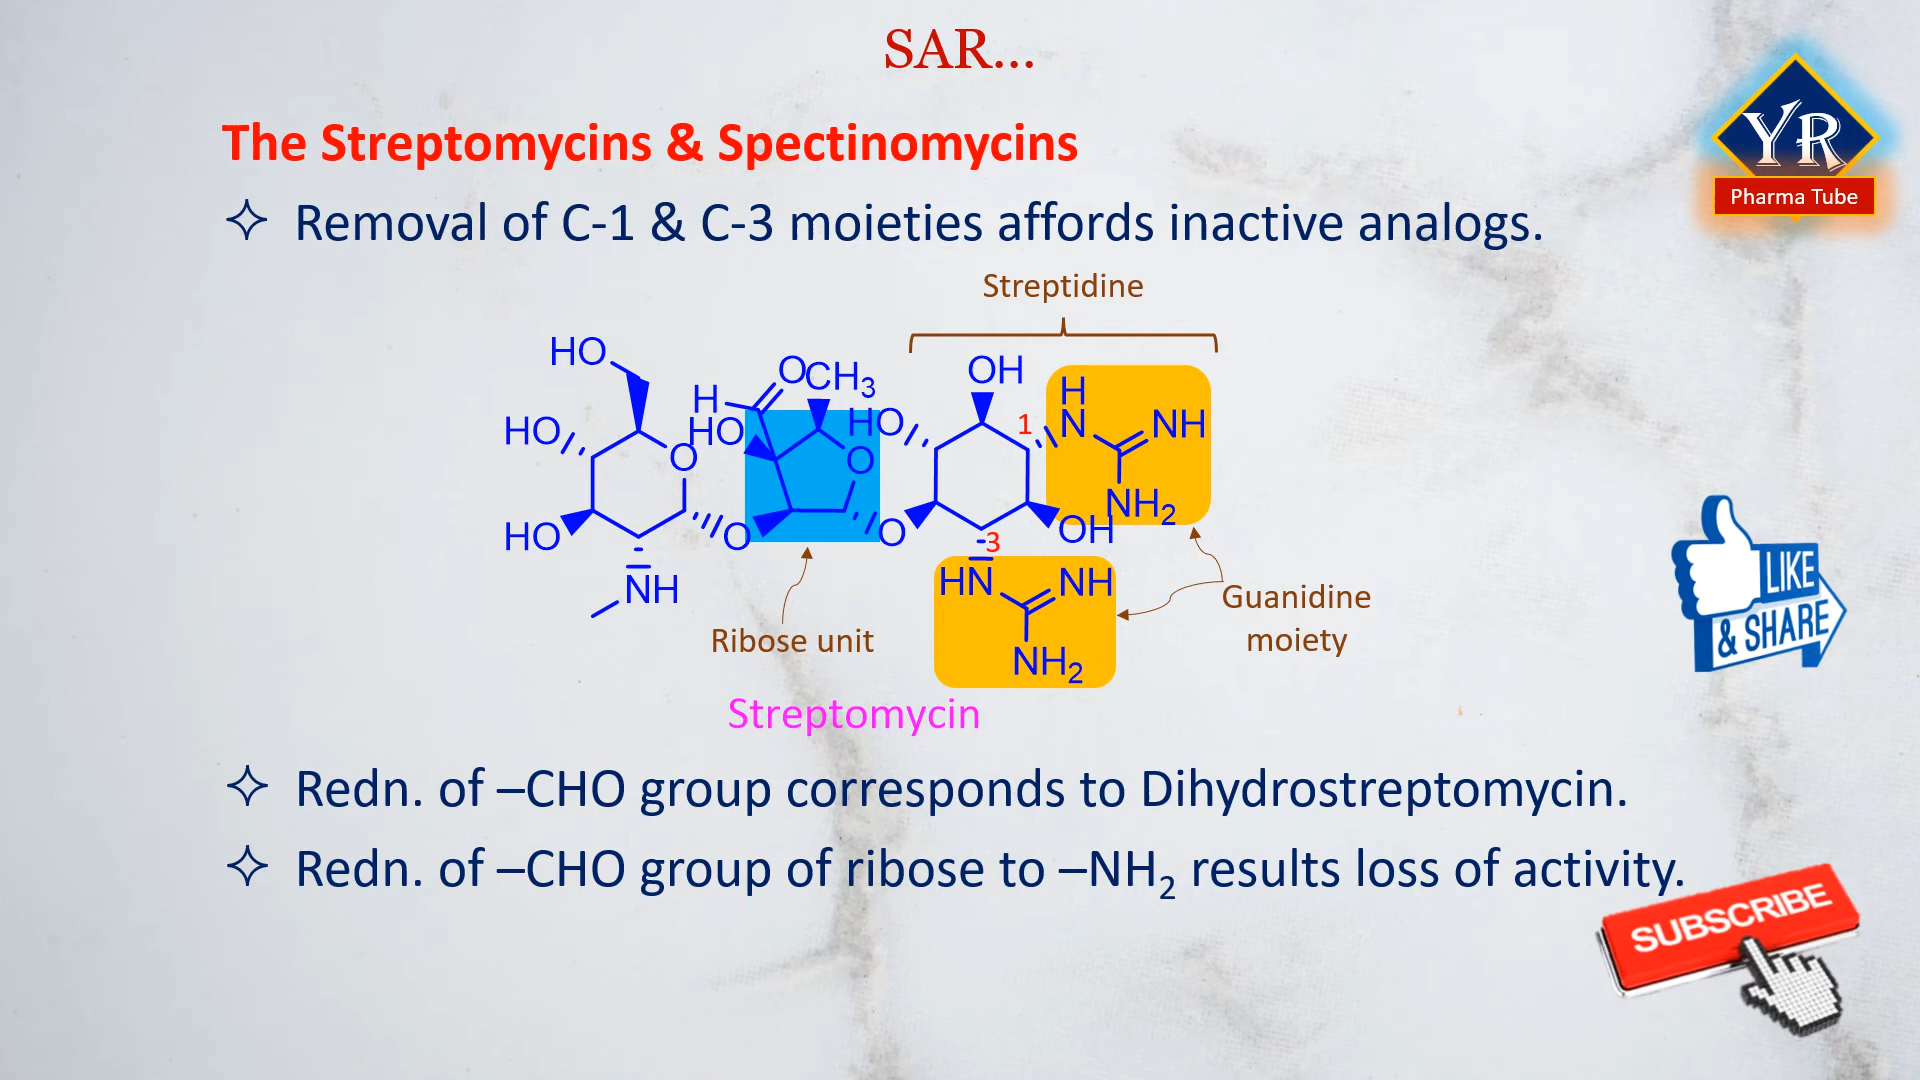 SAR...
YR
Pharma Tube
The Streptomycins & Spectinomycins
✧ Removal of C-1 & C-3 moieties affords inactive analogs.
Streptidine
HO
O
CH3
OH
H
H
N
NH
HO
HO
HO
1
O
O
NH2
HO
O
O
OH
3
NH
HN
NH
NH2
Guanidine
moiety
Ribose unit
LIKE
& SHARE
Streptomycin
✧ Redn. of –CHO group corresponds to Dihydrostreptomycin.
✧ Redn. of –CHO group of ribose to –NH2 results loss of activity.
SUBSCRIBE